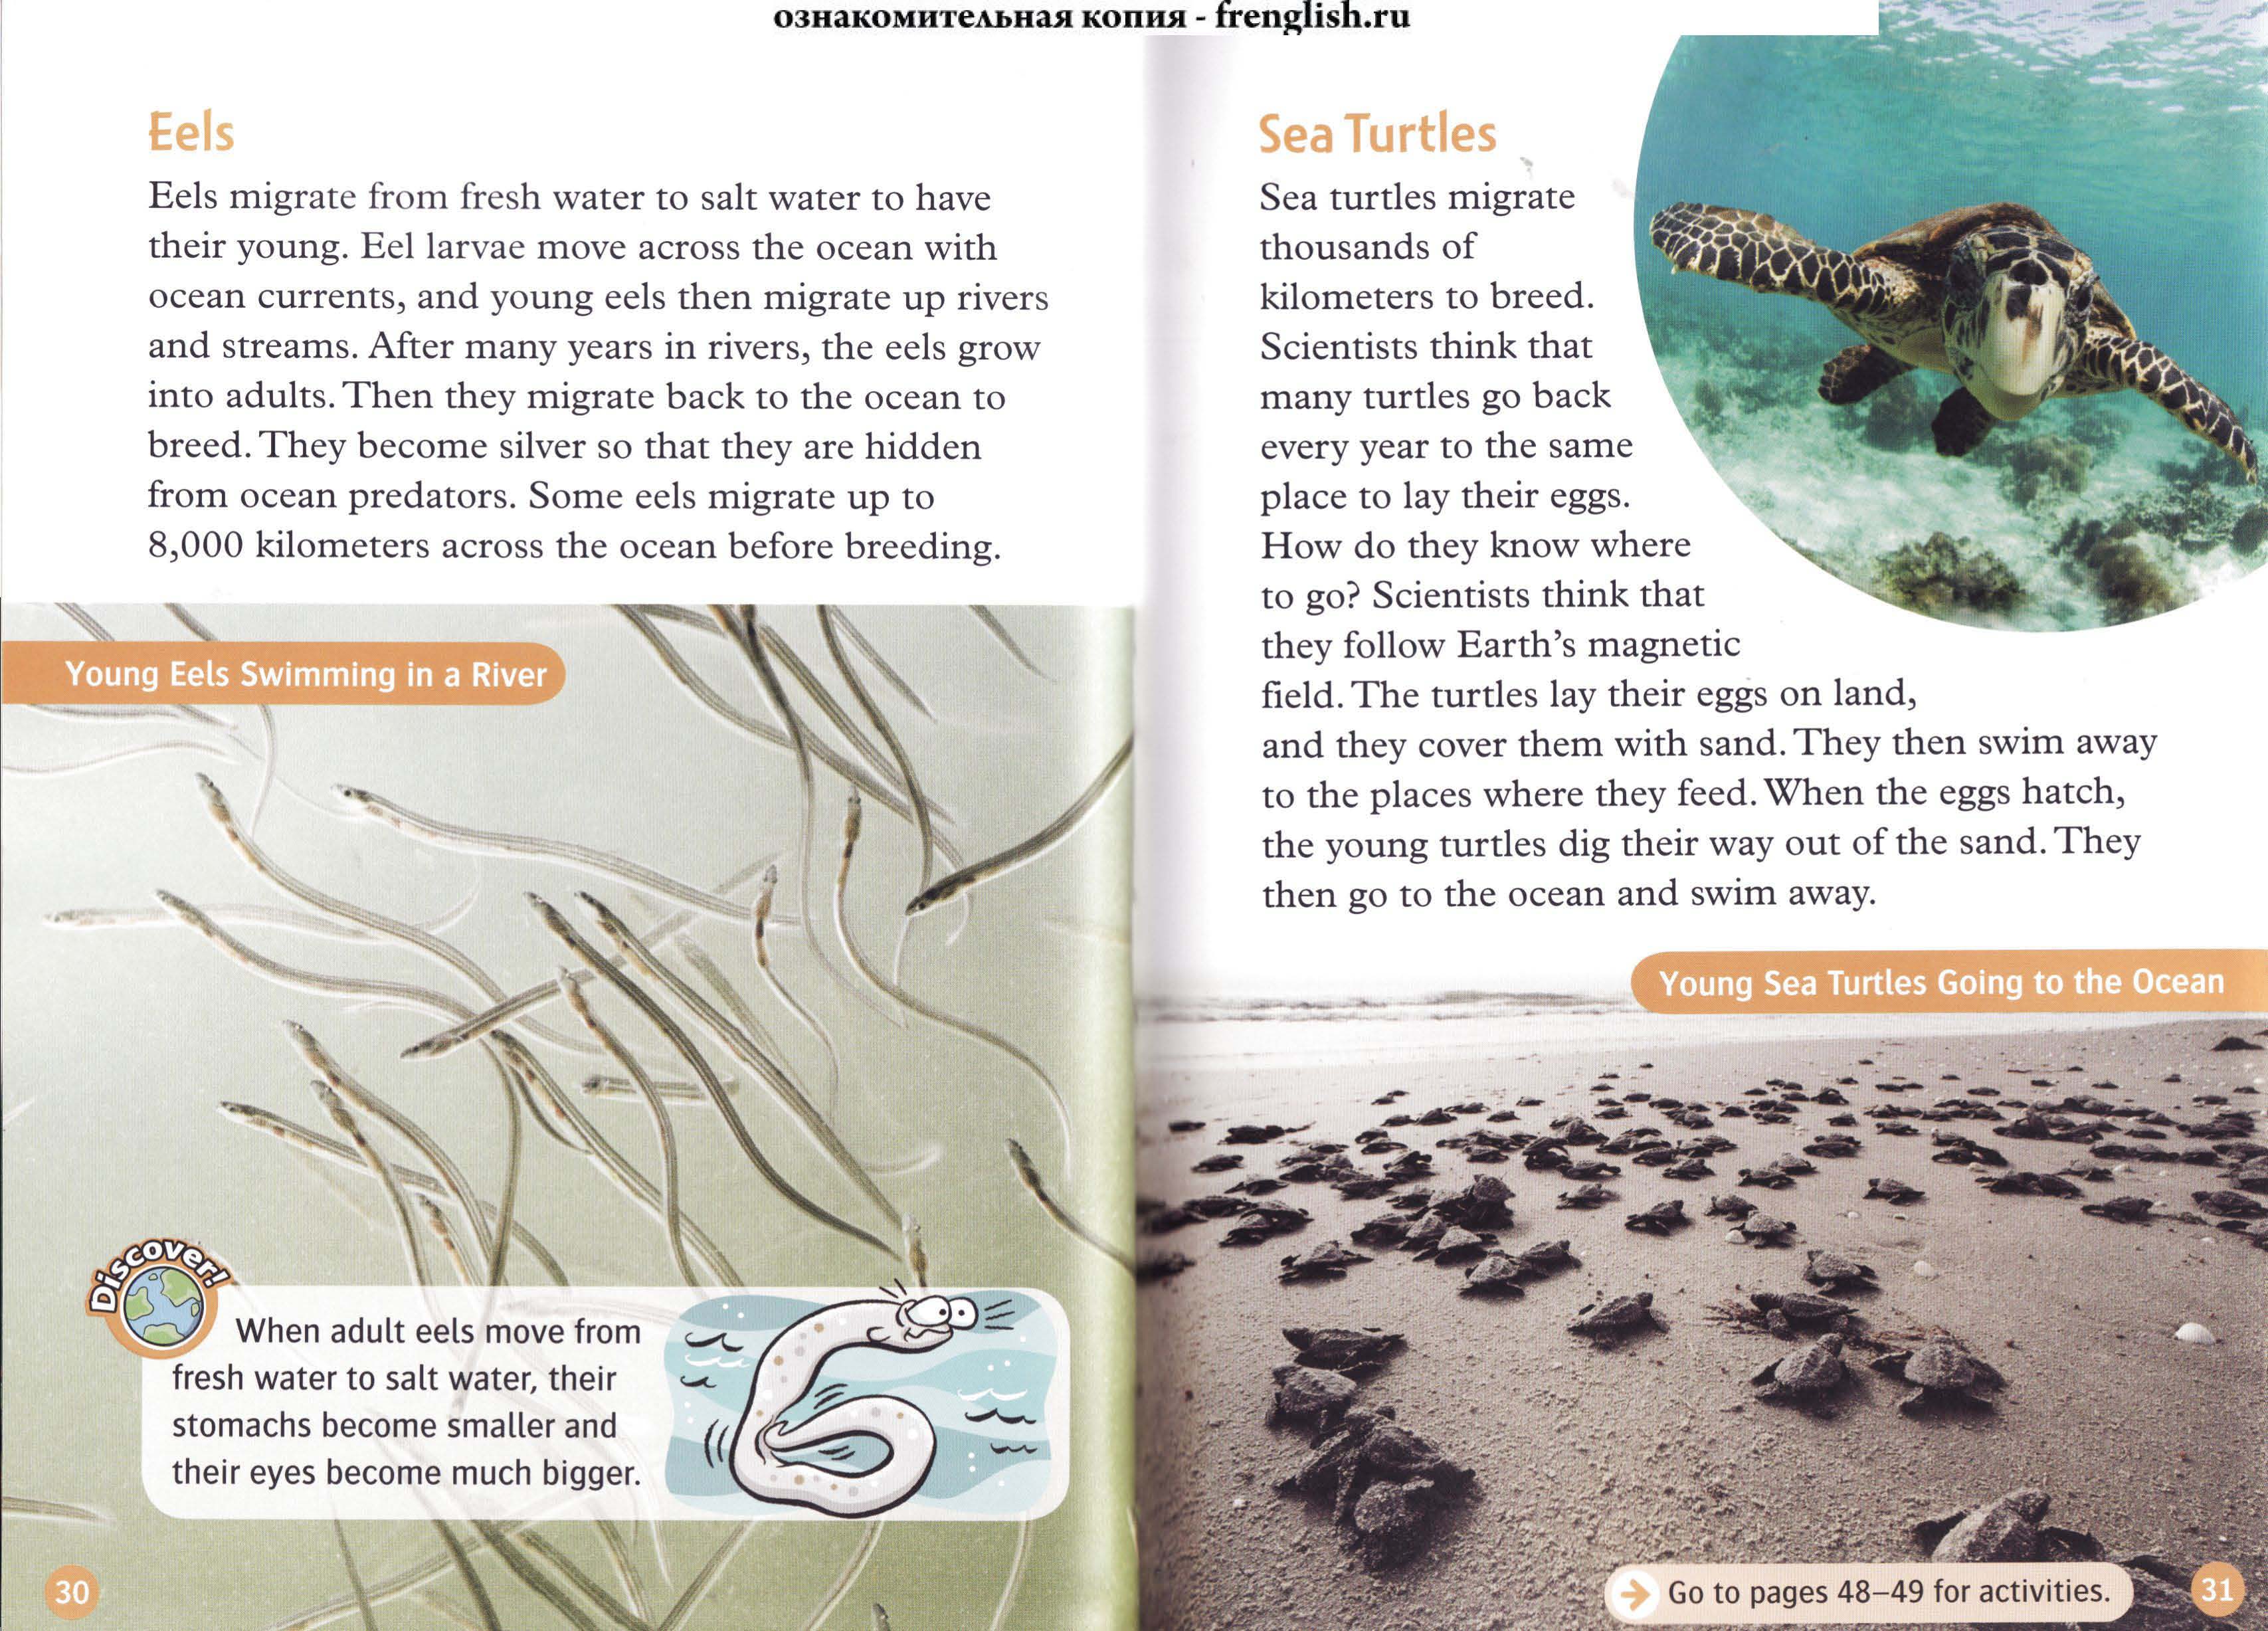 ознакомительная копия - frenglish.ru
Eels
Eels migrate from fresh water to salt water to have
their young. Eel larvae move across the ocean with
ocean currents, and young eels then migrate up rivers
and streams. After many years in rivers, the eels grow
into adults. Then they migrate back to the ocean to
breed. They become silver so that they are hidden
from ocean predators. Some eels migrate up to
8,000 kilometers across the ocean before breeding.
Young Eels Swimming in a River
Discover!
When adult eels move from
fresh water to salt water, their
stomachs become smaller and
their eyes become much bigger.
30
Sea Turtles
Sea turtles migrate
thousands of
kilometers to breed.
Scientists think that
many turtles go back
every year to the same
place to lay their eggs.
How do they know where
to go? Scientists think that
they follow Earth's magnetic
field. The turtles lay their eggs on land,
and they cover them with sand. They then swim away
to the places where they feed. When the eggs hatch,
the young turtles dig their way out of the sand. They
then go to the ocean and swim away.
Young Sea Turtles Going to the Ocean
Go to pages 48–49 for activities.
31